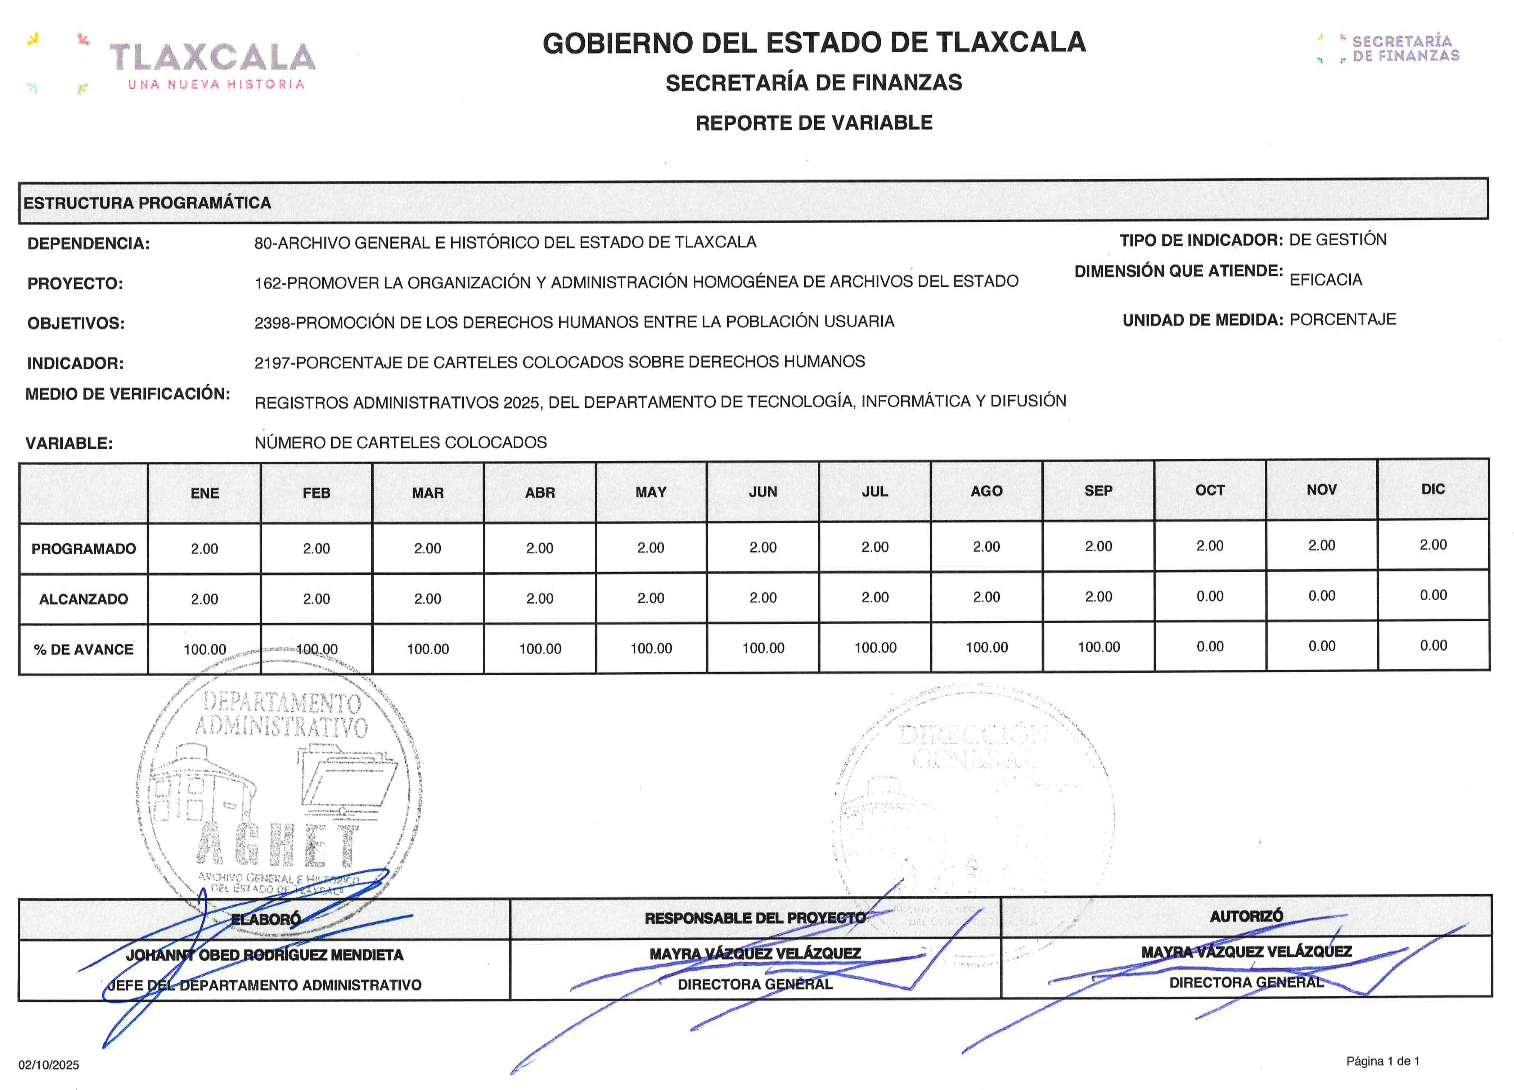 TLAXCALA
UNA NUEVA HISTORIA
GOBIERNO DEL ESTADO DE TLAXCALA
SECRETARÍA DE FINANZAS
REPORTE DE VARIABLE
SECRETARÍA
DE FINANZAS
ESTRUCTURA PROGRAMÁTICA
DEPENDENCIA: 80-ARCHIVO GENERAL E HISTÓRICO DEL ESTADO DE TLAXCALA TIPO DE INDICADOR: DE GESTIÓN
PROYECTO: 162-PROMOVER LA ORGANIZACIÓN Y ADMINISTRACIÓN HOMOGÉNEA DE ARCHIVOS DEL ESTADO DIMENSIÓN QUE ATIENDE: EFICACIA
OBJETIVOS: 2398-PROMOCIÓN DE LOS DERECHOS HUMANOS ENTRE LA POBLACIÓN USUARIA UNIDAD DE MEDIDA: PORCENTAJE
INDICADOR: 2197-PORCENTAJE DE CARTELES COLOCADOS SOBRE DERECHOS HUMANOS
MEDIO DE VERIFICACIÓN: REGISTROS ADMINISTRATIVOS 2025, DEL DEPARTAMENTO DE TECNOLOGÍA, INFORMÁTICA Y DIFUSIÓN
VARIABLE: NÚMERO DE CARTELES COLOCADOS
ENE FEB MAR ABR MAY JUN JUL AGO SEP OCT NOV DIC
PROGRAMADO 2.00 2.00 2.00 2.00 2.00 2.00 2.00 2.00 2.00 2.00 2.00 2.00
ALCANZADO 2.00 2.00 2.00 2.00 2.00 2.00 2.00 2.00 2.00 0.00 0.00 0.00
% DE AVANCE 100.00 100.00 100.00 100.00 100.00 100.00 100.00 100.00 100.00 0.00 0.00 0.00
DEPARTAMENTO
ADMINISTRATIVO
AGHET
ARCHIVO GENERAL E HISTÓRICO
DEL ESTADO DE TLAXCALA
DIRECCIÓN
GENERAL
ELABORÓ RESPONSABLE DEL PROYECTO AUTORIZÓ
JOHANNY OBED RODRÍGUEZ MENDIETA MAYRA VÁZQUEZ VELÁZQUEZ MAYRA VÁZQUEZ VELÁZQUEZ
JEFE DEL DEPARTAMENTO ADMINISTRATIVO DIRECTORA GENERAL DIRECTORA GENERAL
02/10/2025 Página 1 de 1